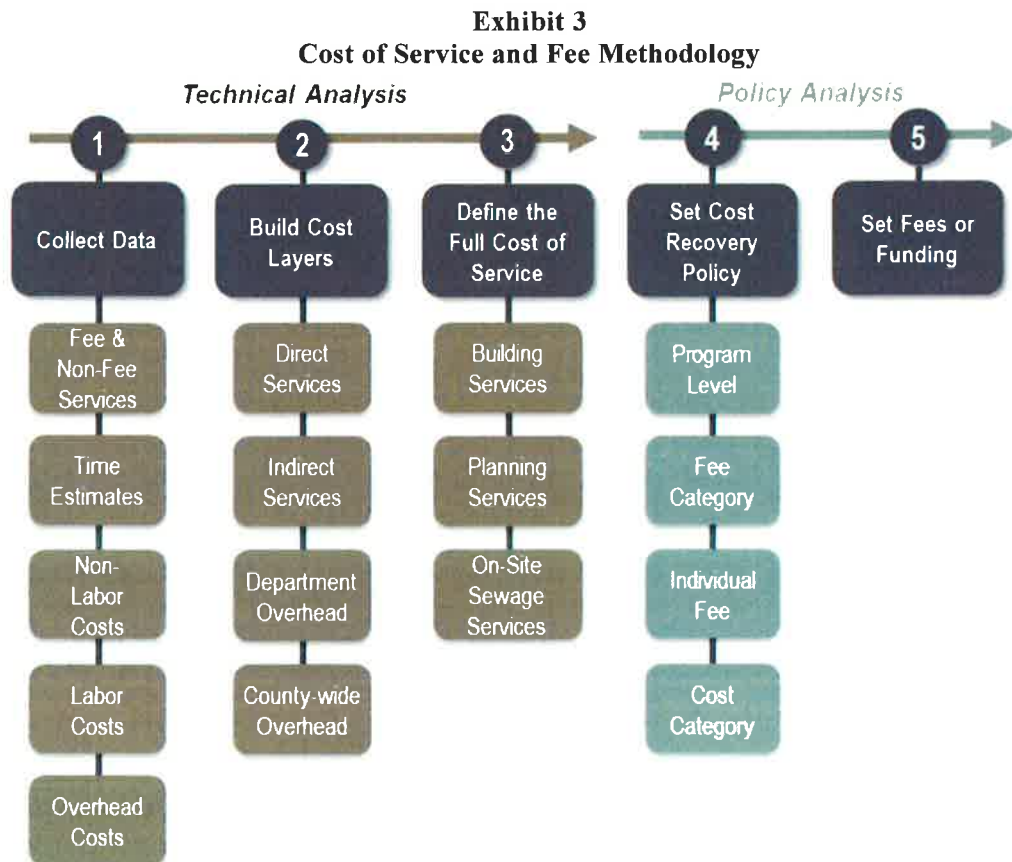 Exhibit 3
Cost of Service and Fee Methodology
Technical Analysis
Policy Analysis
1
2
3
4
5
Collect Data
Build Cost
Layers
Define the
Full Cost of
Service
Set Cost
Recovery
Policy
Set Fees or
Funding
Fee &
Non-Fee
Services
Time
Estimates
Non-
Labor
Costs
Labor
Costs
Overhead
Costs
Direct
Services
Indirect
Services
Department
Overhead
County-wide
Overhead
Building
Services
Planning
Services
On-Site
Sewage
Services
Program
Level
Fee
Category
Individual
Fee
Cost
Category